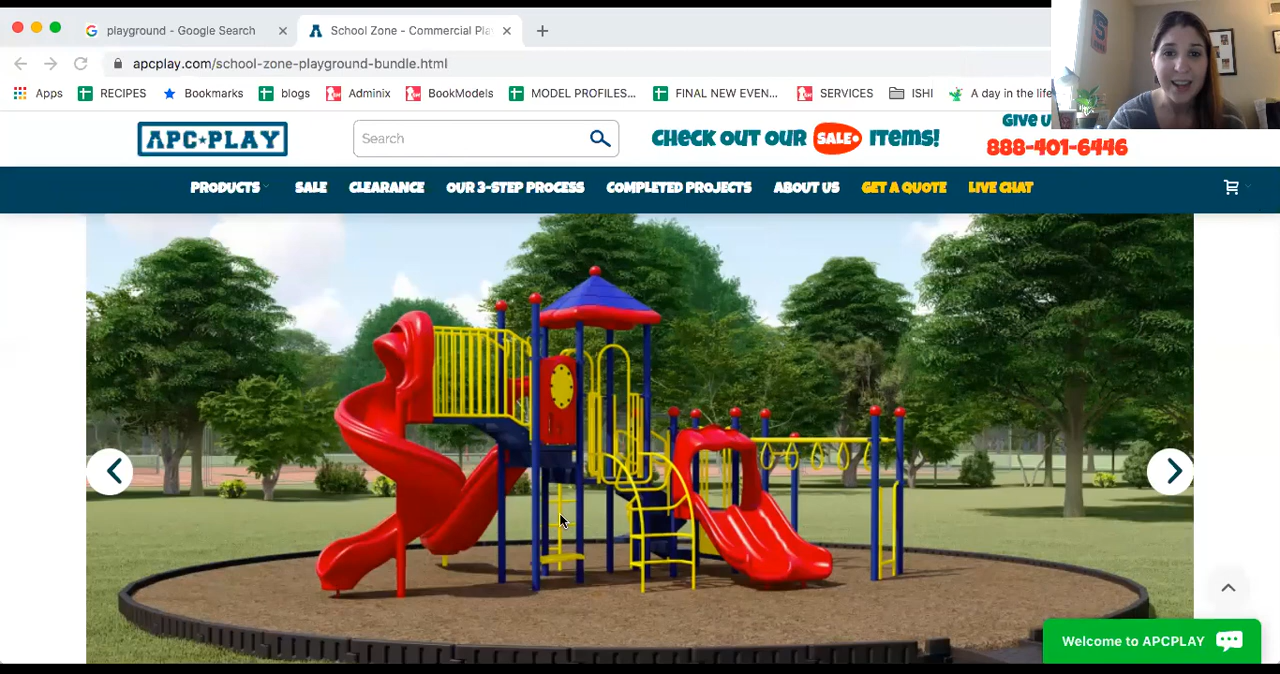 playground - Google Search
School Zone - Commercial Pla
apcplay.com/school-zone-playground-bundle.html
Apps
RECIPES
Bookmarks
blogs
Adminix
BookModels
MODEL PROFILES...
FINAL NEW EVEN...
SERVICES
ISHI
A day in the life
APC★PLAY
Search
CHECK OUT OUR SALE ITEMS!
GIVE U
888-401-6446
PRODUCTS
SALE
CLEARANCE
OUR 3-STEP PROCESS
COMPLETED PROJECTS
ABOUT US
GET A QUOTE
LIVE CHAT
Welcome to APCPLAY